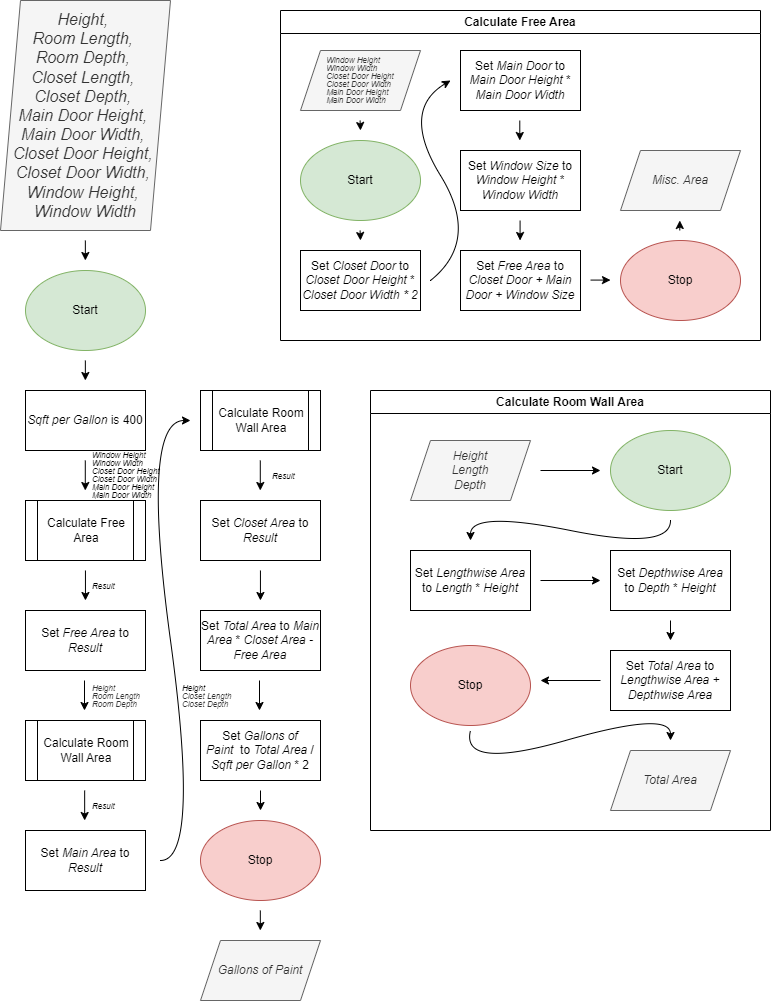 Height,
Room Length,
Room Depth,
Closet Length,
Closet Depth,
Main Door Height,
Main Door Width,
Closet Door Height,
Closet Door Width,
Window Height,
Window Width
Start
Sqft per Gallon is 400
Window Height
Window Width
Closet Door Height
Closet Door Width
Main Door Height
Main Door Width
Calculate Free
Area
Result
Set Free Area to
Result
Height
Room Length
Room Depth
Calculate Room
Wall Area
Result
Set Main Area to
Result
Calculate Room
Wall Area
Result
Set Closet Area to
Result
Set Total Area to Main
Area * Closet Area -
Free Area
Height
Closet Length
Closet Depth
Set Gallons of
Paint to Total Area /
Sqft per Gallon * 2
Stop
Gallons of Paint
Calculate Free Area
Window Height
Window Width
Closet Door Height
Closet Door Width
Main Door Height
Main Door Width
Start
Set Closet Door to
Closet Door Height *
Closet Door Width * 2
Set Main Door to
Main Door Height *
Main Door Width
Set Window Size to
Window Height *
Window Width
Set Free Area to
Closet Door + Main
Door + Window Size
Stop
Misc. Area
Calculate Room Wall Area
Height
Length
Depth
Start
Set Lengthwise Area
to Length * Height
Set Depthwise Area
to Depth * Height
Set Total Area to
Lengthwise Area +
Depthwise Area
Stop
Total Area